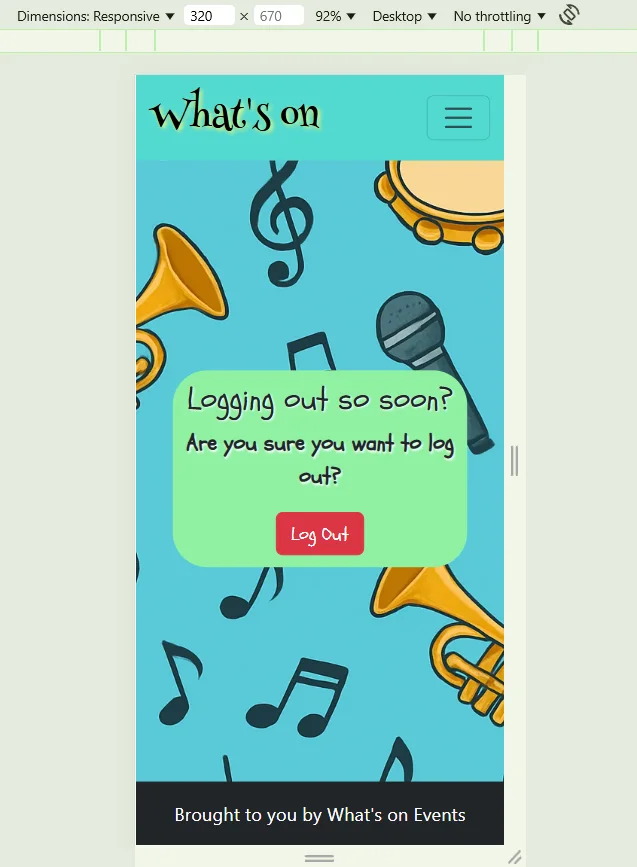 Dimensions: Responsive ▼ 320 × 670 92% ▼ Desktop ▼ No throttling ▼
What's on
Logging out so soon?
Are you sure you want to log
out?
Log Out
Brought to you by What's on Events